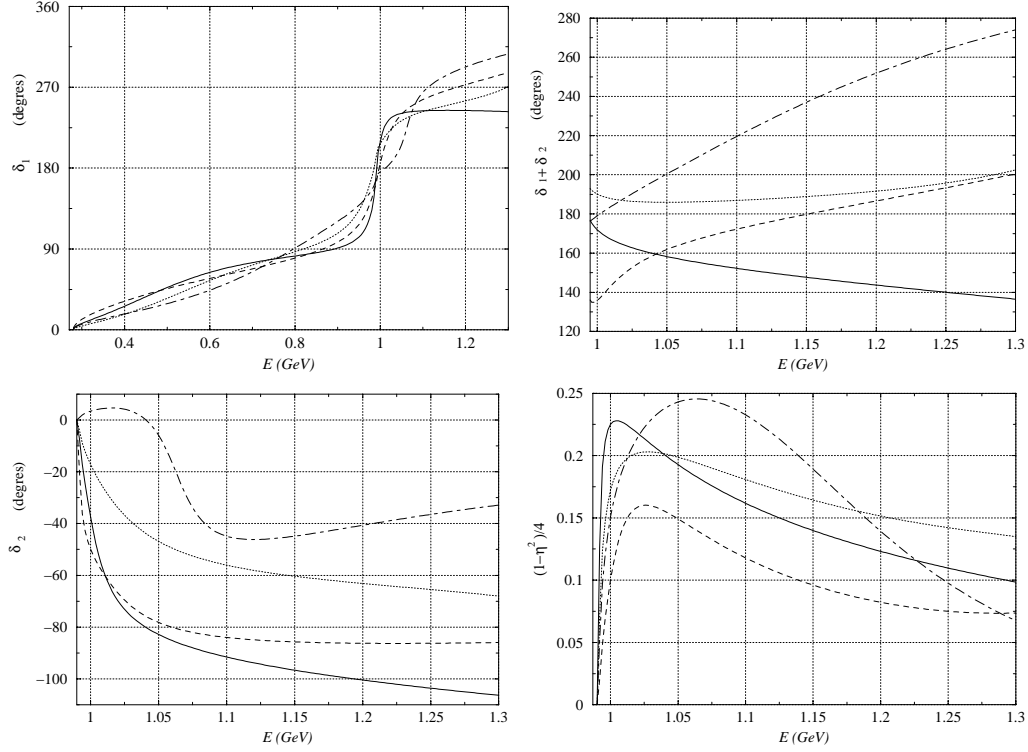 360
270
180
90
0
δ1 (degrees)
0.4 0.6 0.8 1 1.2
E (GeV)
280
260
240
220
200
180
160
140
120
δ1+δ2 (degrees)
1 1.05 1.1 1.15 1.2 1.25 1.3
E (GeV)
0
−20
−40
−60
−80
−100
δ2 (degres)
1 1.05 1.1 1.15 1.20 1.25 1.3
E (GeV)
0.25
0.2
0.15
0.1
0.05
0
(1−η²)/4
1 1.05 1.1 1.15 1.2 1.25 1.3
E (GeV)